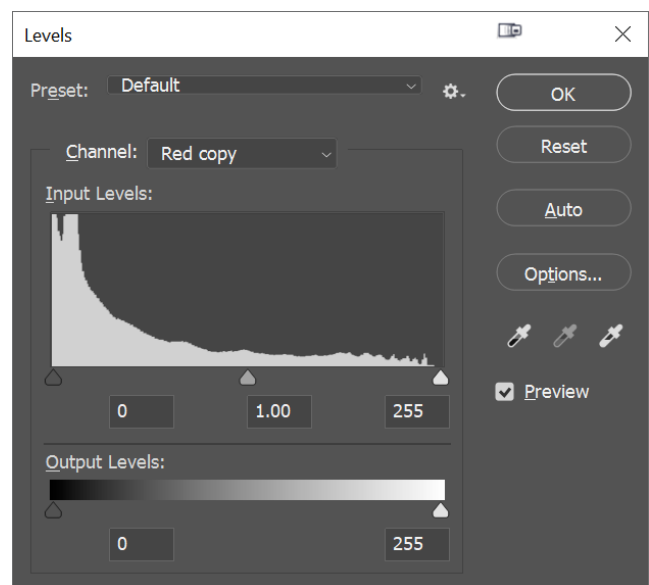 Levels
Preset: Default
OK
Channel: Red copy
Reset
Input Levels:
Auto
Options...
Preview
0 1.00 255
Output Levels:
0 255